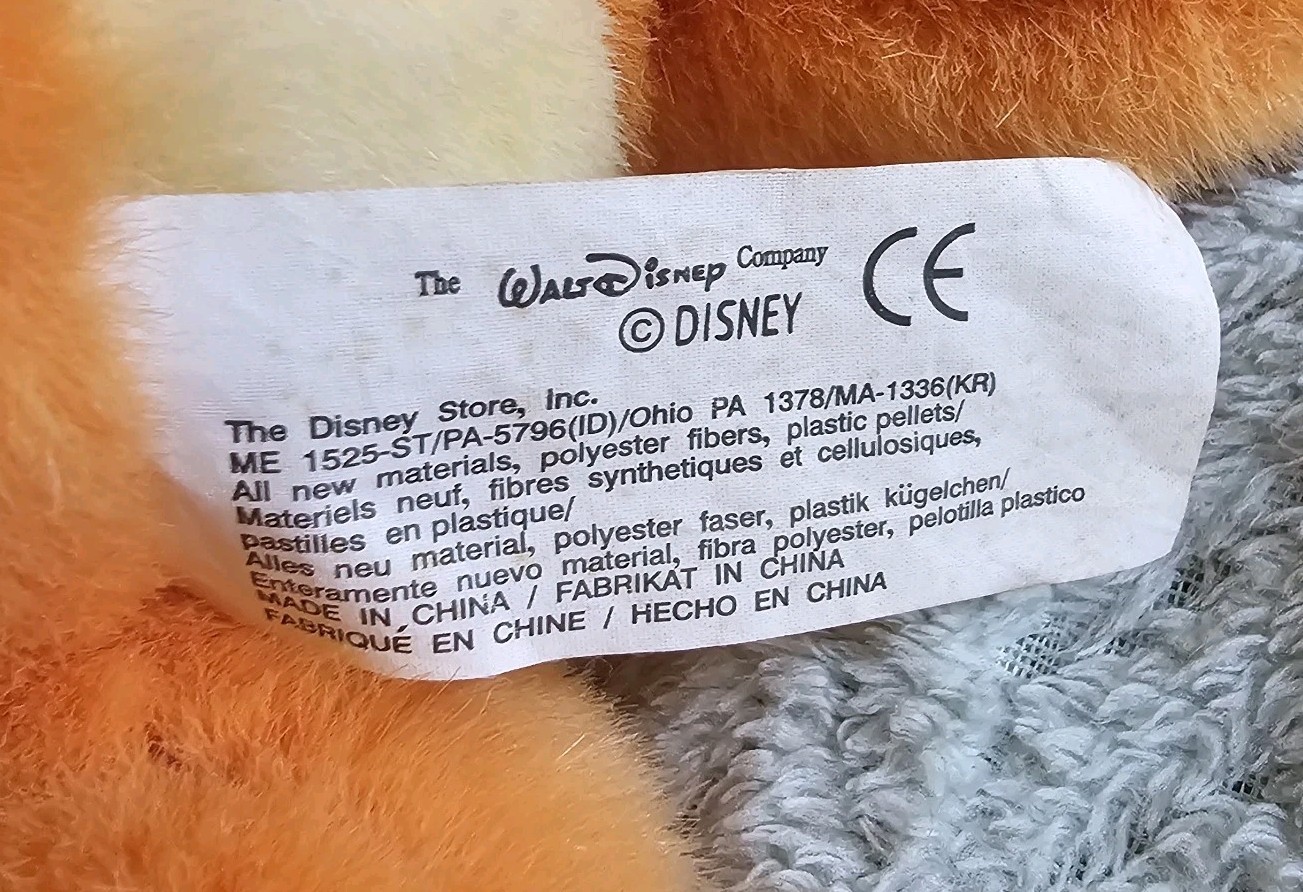 The WALT DISNEY Company CE
© DISNEY
The Disney Store, Inc.
ME 1525-ST/PA-5796(ID)/Ohio PA 1378/MA-1336(KR)
All new materials, polyester fibers, plastic pellets/
Materiels neuf, fibres synthetiques et cellulosiques,
pastilles en plastique/
Alles neu material, polyester faser, plastik kügelchen/
Enteramente nuevo material, fibra polyester, pelotilla plastico
MADE IN CHINA / FABRIKAT IN CHINA
FABRIQUÉ EN CHINE / HECHO EN CHINA